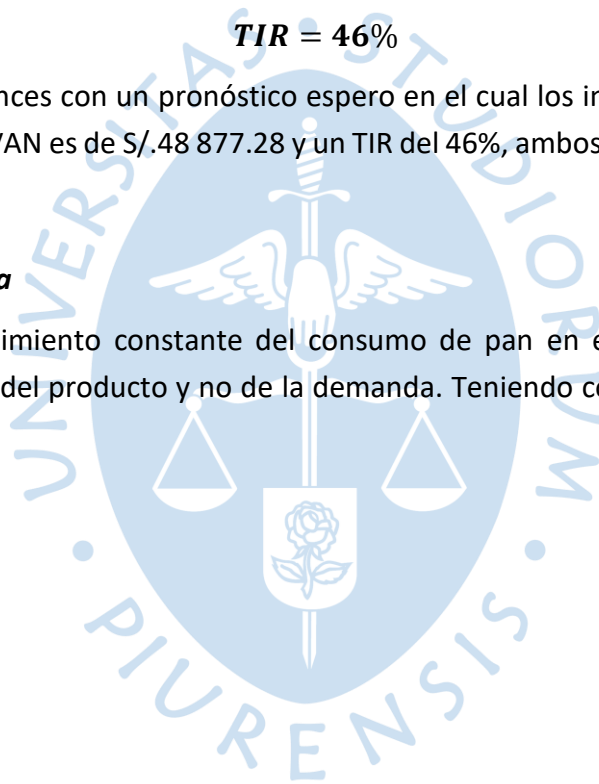 TIR = 46%
nces con un pronóstico espero en el cual los in
VAN es de S/.48 877.28 y un TIR del 46%, ambos
a
imiento constante del consumo de pan en e
del producto y no de la demanda. Teniendo co
UNIVERSITAS • STUDIORUM • PIURENSIS •